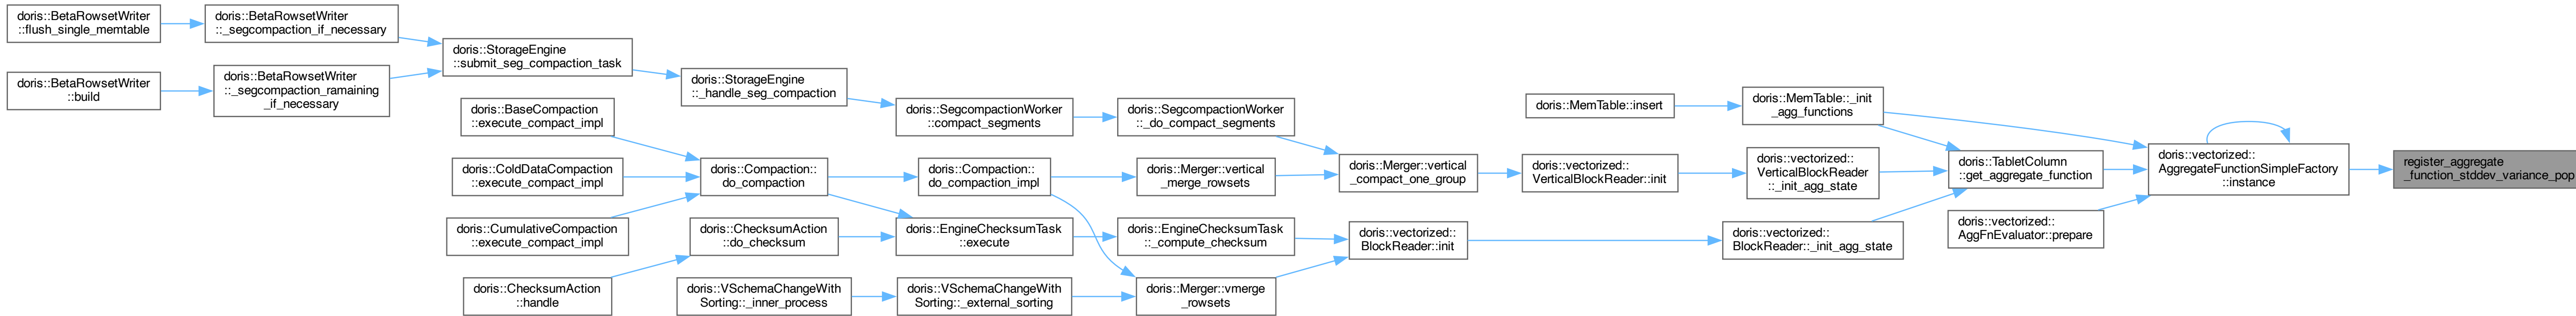 doris::BetaRowsetWriter
::flush_single_memtable
doris::BetaRowsetWriter
::_segcompaction_if_necessary
doris::BetaRowsetWriter
::build
doris::BetaRowsetWriter
::_segcompaction_ramaining
_if_necessary
doris::StorageEngine
::submit_seg_compaction_task
doris::StorageEngine
::_handle_seg_compaction
doris::BaseCompaction
::execute_compact_impl
doris::ColdDataCompaction
::execute_compact_impl
doris::CumulativeCompaction
::execute_compact_impl
doris::ChecksumAction
::handle
doris::Compaction::
do_compaction
doris::ChecksumAction
::do_checksum
doris::VSchemaChangeWith
Sorting::_inner_process
doris::SegcompactionWorker
::compact_segments
doris::Compaction::
do_compaction_impl
doris::EngineChecksumTask
::execute
doris::VSchemaChangeWith
Sorting::_external_sorting
doris::SegcompactionWorker
::_do_compact_segments
doris::Merger::vertical
_merge_rowsets
doris::EngineChecksumTask
::_compute_checksum
doris::Merger::vmerge
_rowsets
doris::Merger::vertical
_compact_one_group
doris::vectorized::
BlockReader::init
doris::MemTable::insert
doris::vectorized::
VerticalBlockReader::init
doris::MemTable::_init
_agg_functions
doris::vectorized::
VerticalBlockReader
::_init_agg_state
doris::vectorized::
BlockReader::_init_agg_state
doris::TabletColumn
::get_aggregate_function
doris::vectorized::
AggFnEvaluator::prepare
doris::vectorized::
AggregateFunctionSimpleFactory
::instance
register_aggregate
_function_stddev_variance_pop